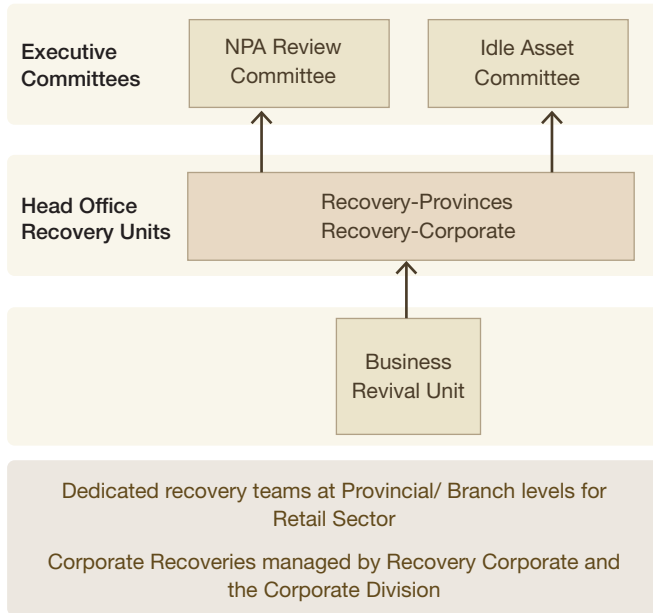 Executive
Committees
NPA Review
Committee
Idle Asset
Committee
Head Office
Recovery Units
Recovery-Provinces
Recovery-Corporate
Business
Revival Unit
Dedicated recovery teams at Provincial/ Branch levels for
Retail Sector
Corporate Recoveries managed by Recovery Corporate and
the Corporate Division